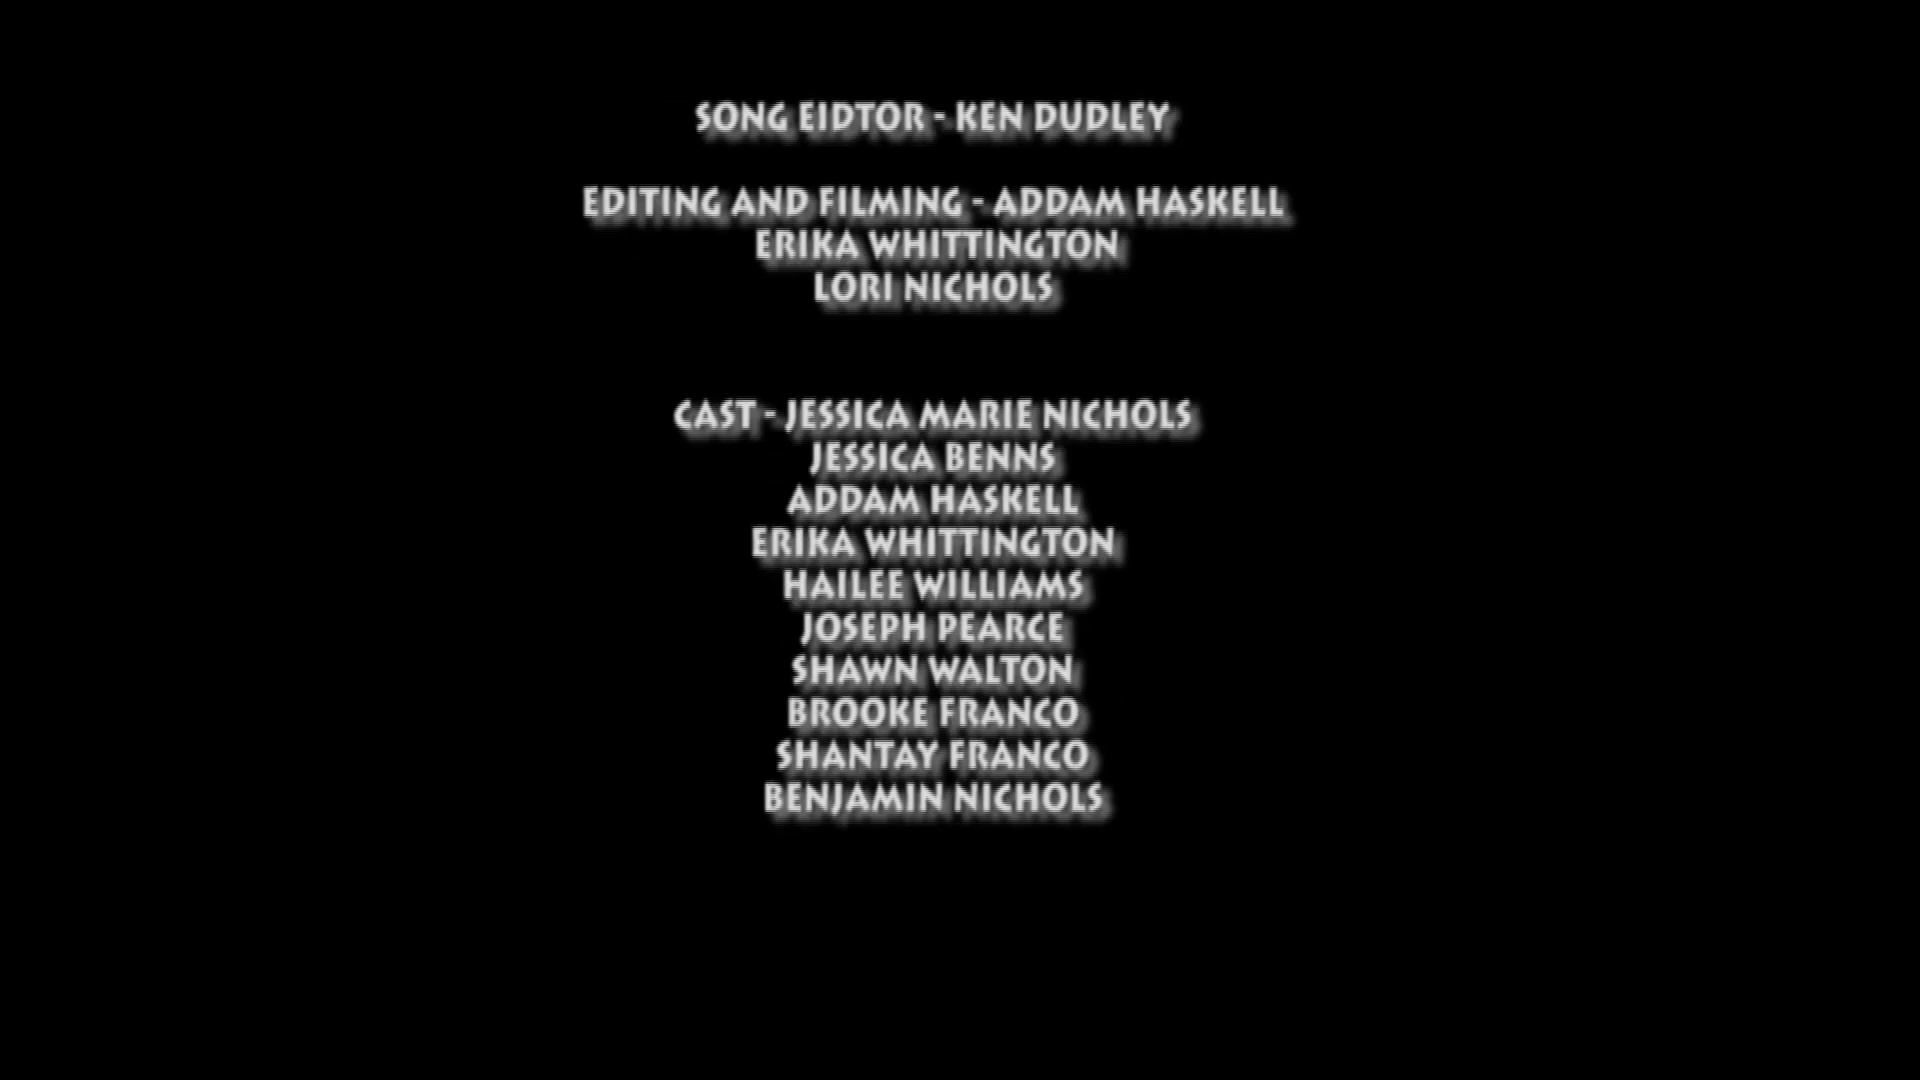 SONG EIDTOR - KEN DUDLEY
EDITING AND FILMING - ADDAM HASKELL
ERIKA WHITTINGTON
LORI NICHOLS
CAST - JESSICA MARIE NICHOLS
JESSICA BENNS
ADDAM HASKELL
ERIKA WHITTINGTON
HAILEE WILLIAMS
JOSEPH PEARCE
SHAWN WALTON
BROOKE FRANCO
SHANTAY FRANCO
BENJAMIN NICHOLS